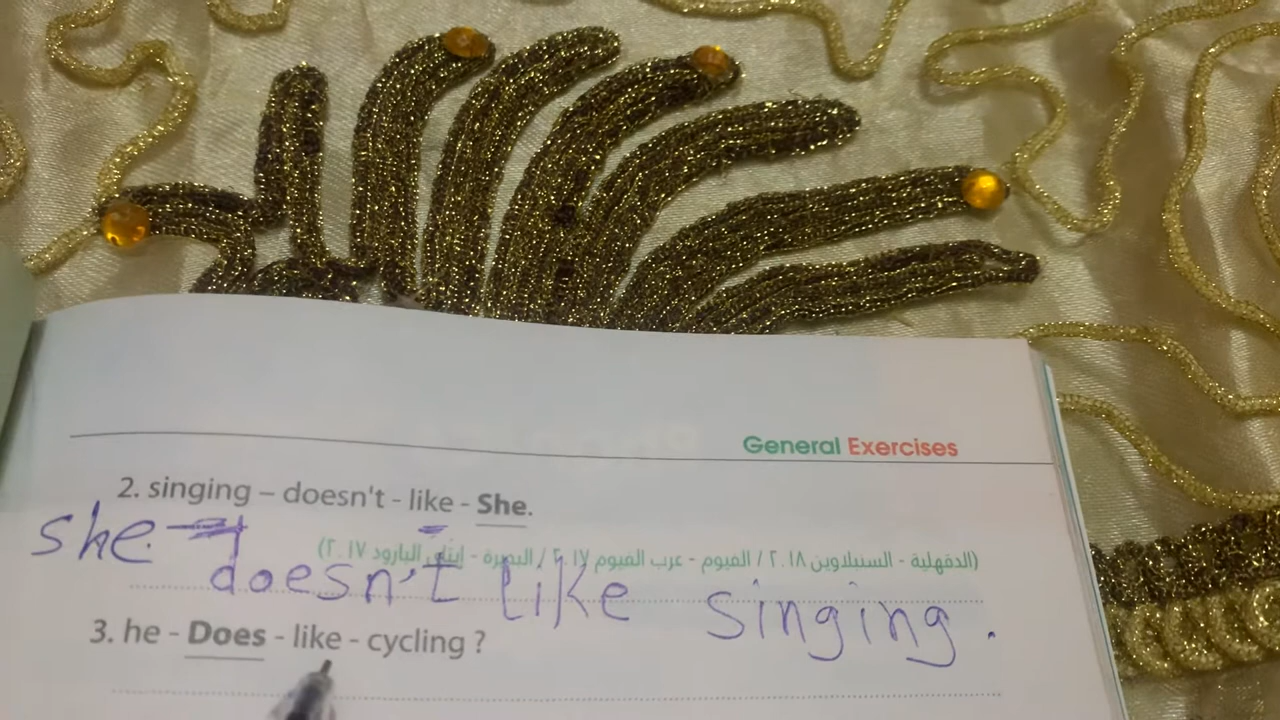 General Exercises
2. singing – doesn't - like - She.
(الدقهلية - السنبلاوين ٢٠١٨ / الفيوم - عرب الفيوم ٢٠١٧ / البحيرة - إيتاى البارود ٢٠١٧)
she doesn't like singing.
3. he - Does - like - cycling ?